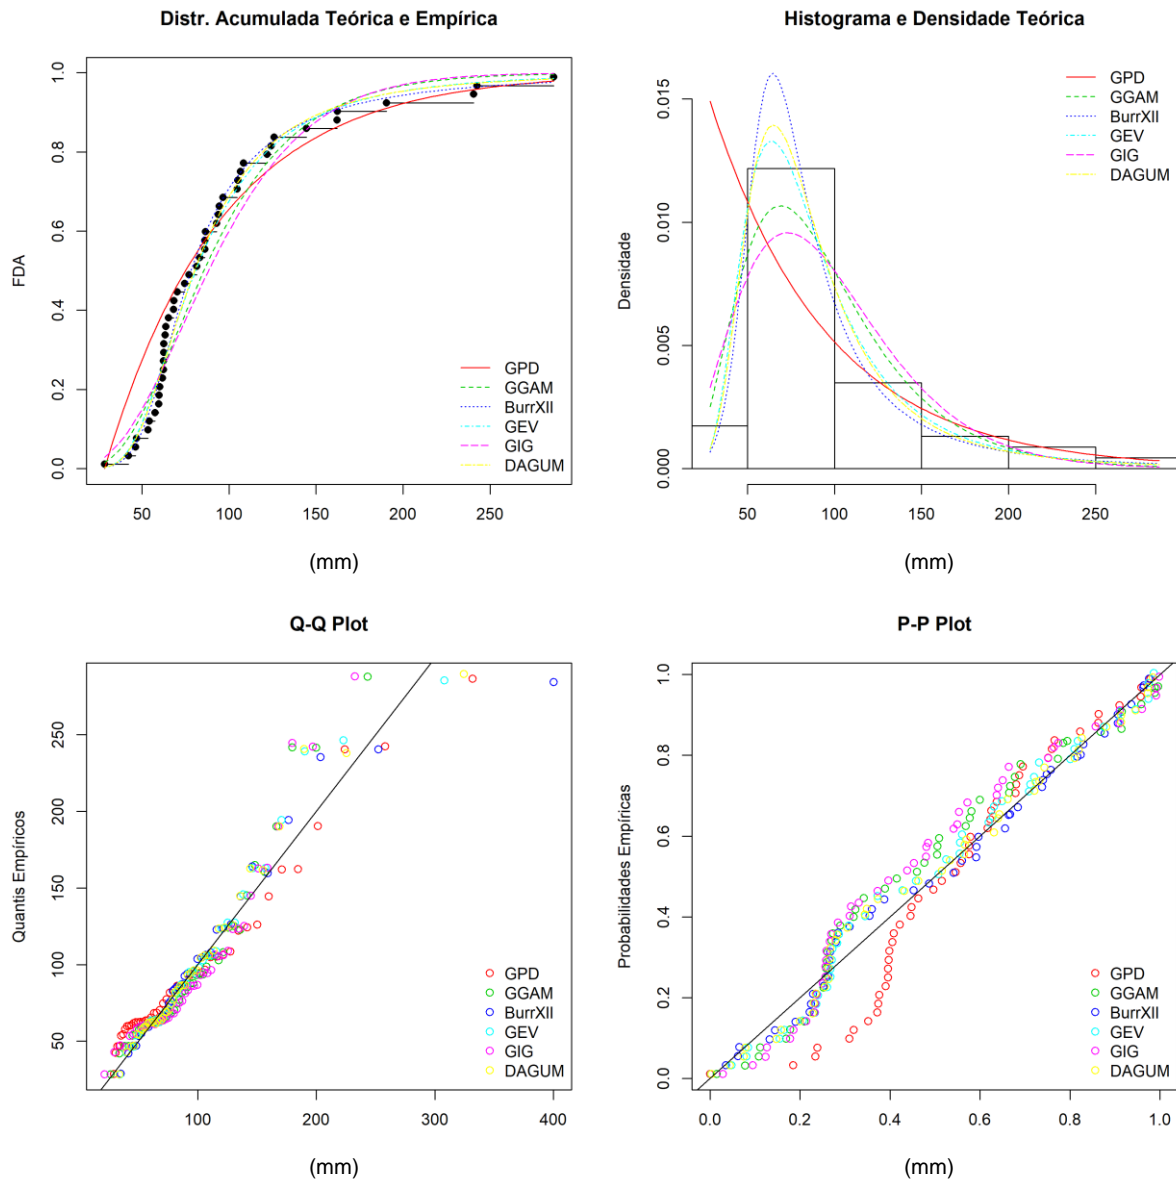 Distr. Acumulada Teórica e Empírica
FDA
1.0
0.8
0.6
0.4
0.2
0.0
50 100 150 200 250
(mm)
GPD
GGAM
BurrXII
GEV
GIG
DAGUM
Histograma e Densidade Teórica
Densidade
0.015
0.010
0.005
0.000
50 100 150 200 250
(mm)
GPD
GGAM
BurrXII
GEV
GIG
DAGUM
Q-Q Plot
Quantis Empíricos
250
200
150
100
50
100 200 300 400
(mm)
GPD
GGAM
BurrXII
GEV
GIG
DAGUM
P-P Plot
Probabilidades Empíricas
1.0
0.8
0.6
0.4
0.2
0.0
0.0 0.2 0.4 0.6 0.8 1.0
(mm)
GPD
GGAM
BurrXII
GEV
GIG
DAGUM